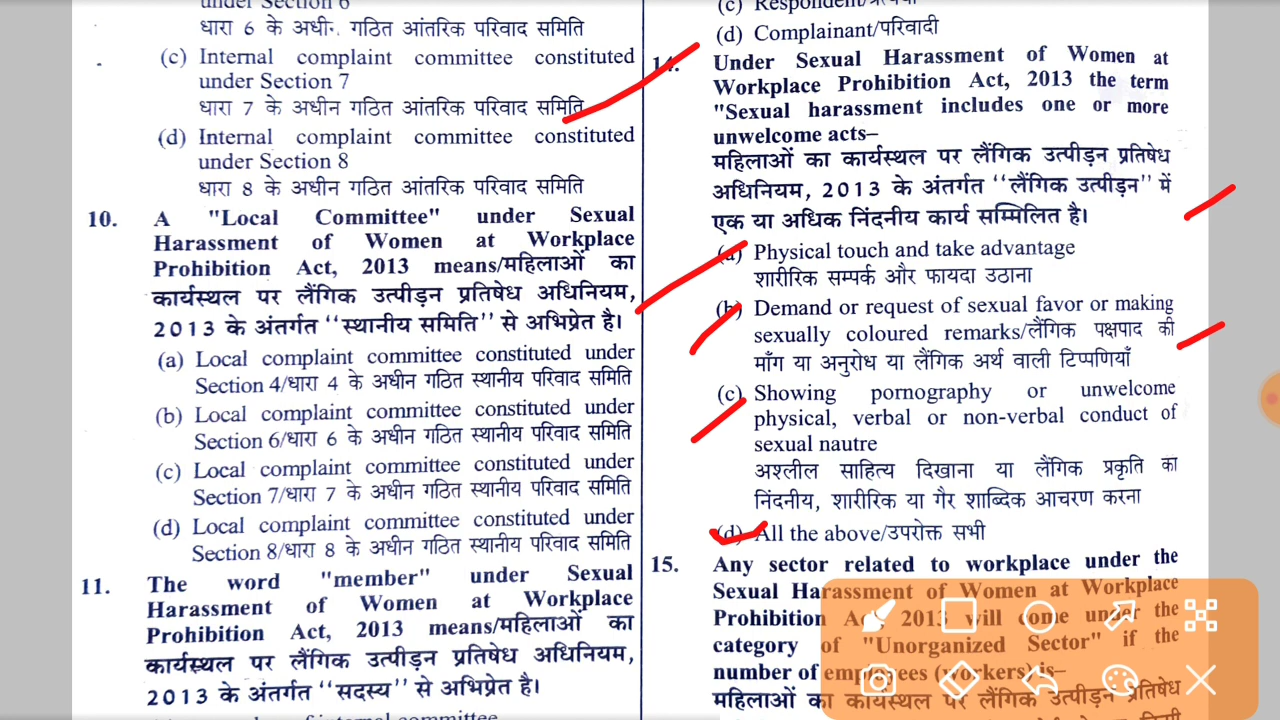 under Section 6
धारा 6 के अधीन गठित आंतरिक परिवाद समिति
(c) Internal complaint committee constituted
under Section 7
धारा 7 के अधीन गठित आंतरिक परिवाद समिति
(d) Internal complaint committee constituted
under Section 8
धारा 8 के अधीन गठित आंतरिक परिवाद समिति
10. A "Local Committee" under Sexual
Harassment of Women at Workplace
Prohibition Act, 2013 means/महिलाओं का
कार्यस्थल पर लैंगिक उत्पीड़न प्रतिषेध अधिनियम,
2013 के अंतर्गत ‘‘स्थानीय समिति’’ से अभिप्रेत है।
(a) Local complaint committee constituted under
Section 4/धारा 4 के अधीन गठित स्थानीय परिवाद समिति
(b) Local complaint committee constituted under
Section 6/धारा 6 के अधीन गठित स्थानीय परिवाद समिति
(c) Local complaint committee constituted under
Section 7/धारा 7 के अधीन गठित स्थानीय परिवाद समिति
(d) Local complaint committee constituted under
Section 8/धारा 8 के अधीन गठित स्थानीय परिवाद समिति
11. The word "member" under Sexual
Harassment of Women at Workplace
Prohibition Act, 2013 means/महिलाओं का
कार्यस्थल पर लैंगिक उत्पीड़न प्रतिषेध अधिनियम,
2013 के अंतर्गत ‘‘सदस्य’’ से अभिप्रेत है।
(c) Respondent/
(d) Complainant/परिवादी
14. Under Sexual Harassment of Women at
Workplace Prohibition Act, 2013 the term
"Sexual harassment includes one or more
unwelcome acts–
महिलाओं का कार्यस्थल पर लैंगिक उत्पीड़न प्रतिषेध
अधिनियम, 2013 के अंतर्गत ‘‘लैंगिक उत्पीड़न’’ में
एक या अधिक निंदनीय कार्य सम्मिलित है।
(a) Physical touch and take advantage
शारीरिक सम्पर्क और फायदा उठाना
(b) Demand or request of sexual favor or making
sexually coloured remarks/लैंगिक पक्षपाद की
माँग या अनुरोध या लैंगिक अर्थ वाली टिप्पणियाँ
(c) Showing pornography or unwelcome
physical, verbal or non-verbal conduct of
sexual nautre
अश्लील साहित्य दिखाना या लैंगिक प्रकृति का
निंदनीय, शारीरिक या गैर शाब्दिक आचरण करना
(d) All the above/उपरोक्त सभी
15. Any sector related to workplace under the
Sexual Harassment of Women at Workplace
Prohibition Act, 2013 will come under the
category of "Unorganized Sector" if the
number of employees (workers) is–
महिलाओं का कार्यस्थल पर लैंगिक उत्पीड़न प्रतिषेध